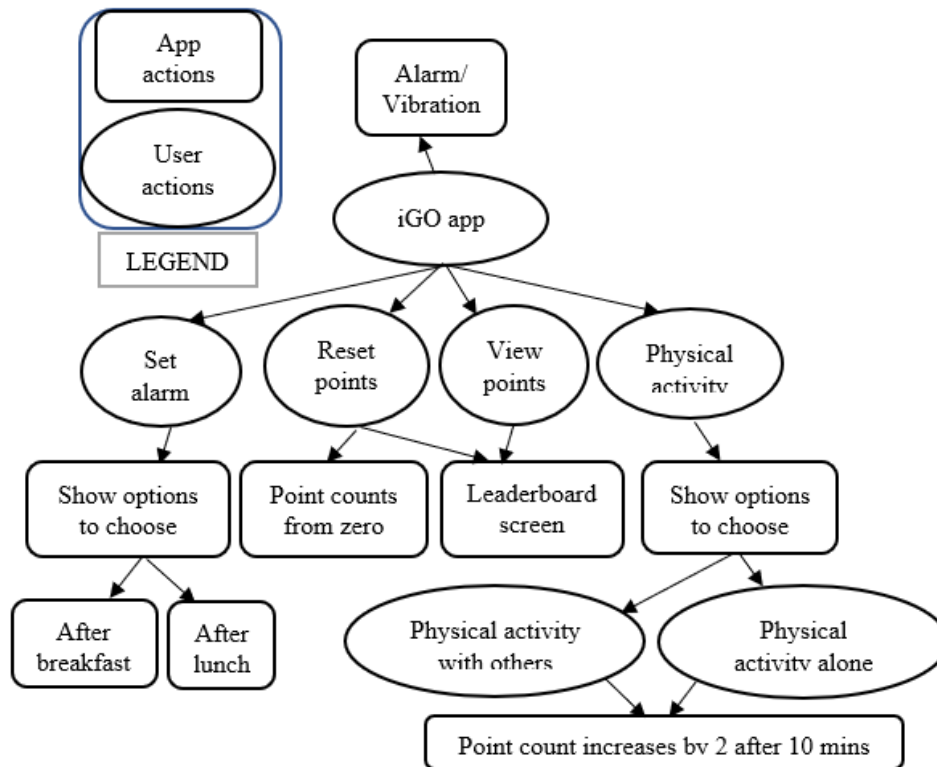 App
actions
User
actions
LEGEND
Alarm/
Vibration
iGO app
Set
alarm
Reset
points
View
points
Physical
activity
Show options
to choose
Point counts
from zero
Leaderboard
screen
Show options
to choose
After
breakfast
After
lunch
Physical activity
with others
Physical
activity alone
Point count increases by 2 after 10 mins